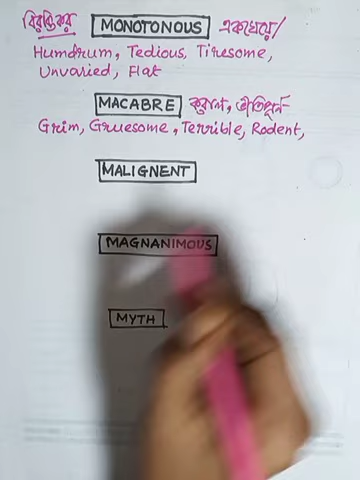 বিরক্তিকর MONOTONOUS একঘেয়ে/
Humdrum, Tedious, Tiresome,
Unvaried, Flat
MACABRE ভীতিপূর্ন
Grim, Gruesome, Terrible, Rodent,
MALIGNENT
MAGNANIMOUS
MYTH